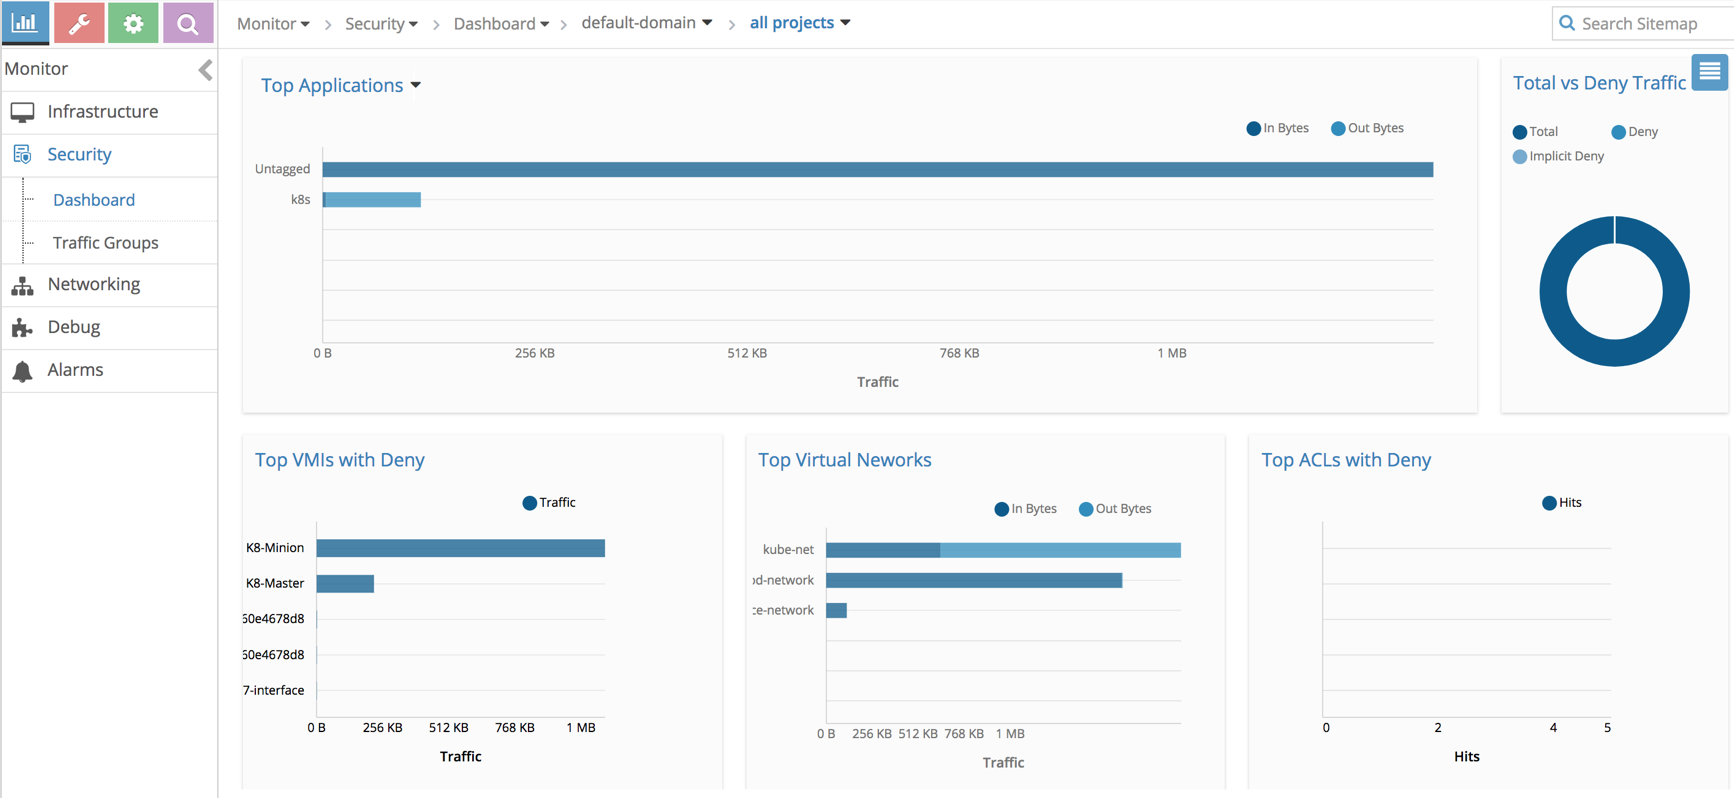 Monitor Security Dashboard default-domain all projects
Search Sitemap
Monitor
Infrastructure
Security
Dashboard
Traffic Groups
Networking
Debug
Alarms
Top Applications
In Bytes Out Bytes
Untagged
k8s
0 B 256 KB 512 KB 768 KB 1 MB
Traffic
Total vs Deny Traffic
Total Deny
Implicit Deny
Top VMIs with Deny
Traffic
K8-Minion
K8-Master
60e4678d8
60e4678d8
7-interface
0 B 256 KB 512 KB 768 KB 1 MB
Traffic
Top Virtual Neworks
In Bytes Out Bytes
kube-net
od-network
ce-network
0 B 256 KB 512 KB 768 KB 1 MB
Traffic
Top ACLs with Deny
Hits
0 2 4 5
Hits